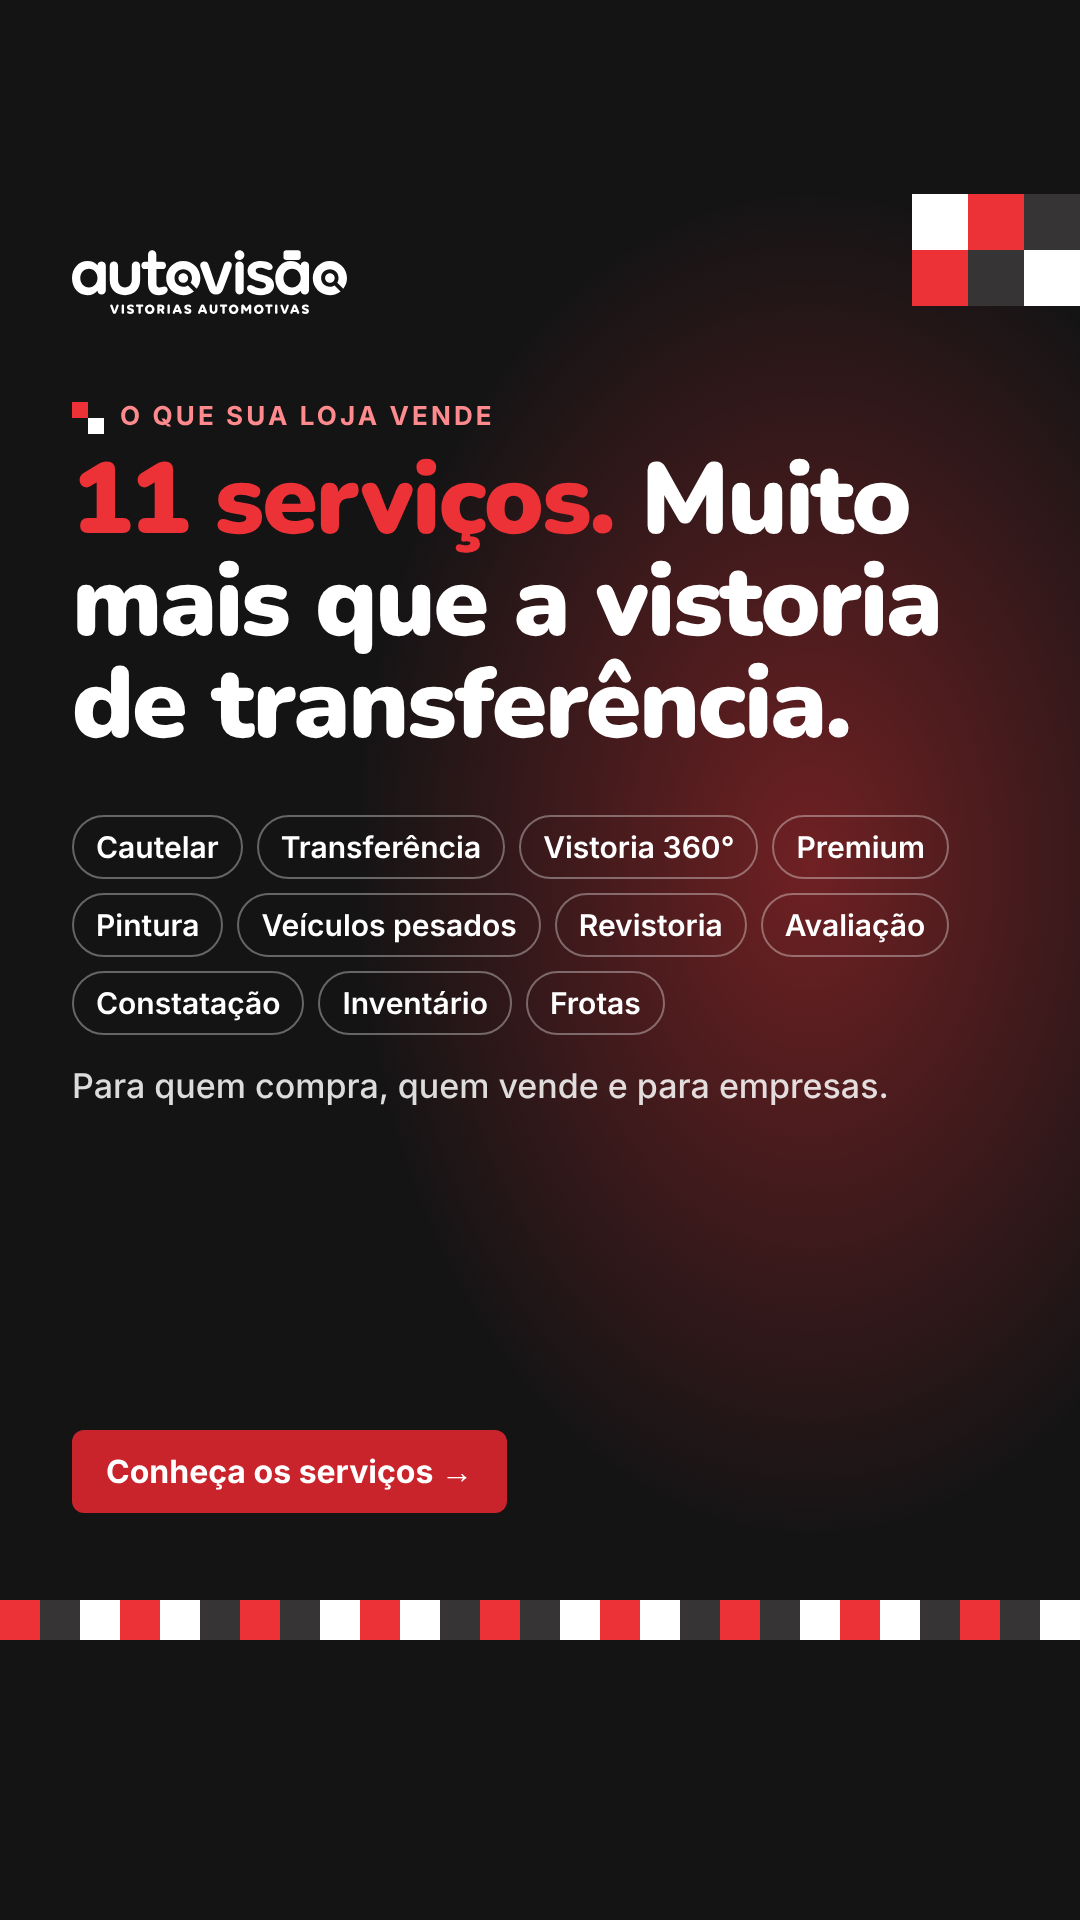 autovisão
VISTORIAS AUTOMOTIVAS
O QUE SUA LOJA VENDE
11 serviços. Muito
mais que a vistoria
de transferência.
Cautelar Transferência Vistoria 360° Premium
Pintura Veículos pesados Revistoria Avaliação
Constatação Inventário Frotas
Para quem compra, quem vende e para empresas.
Conheça os serviços →